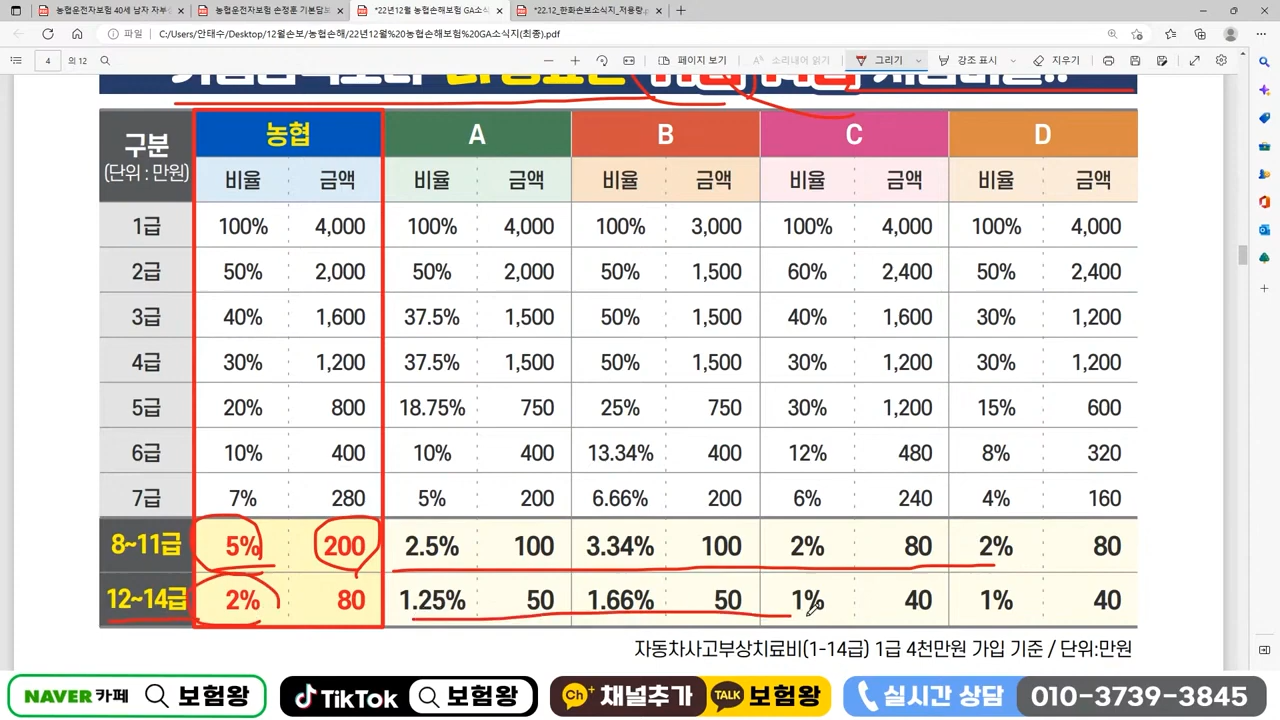 농협운전자보험 40세 남자 자부
농협운전자보험 손정훈 기본담보
*22년12월 농협손해보험 GA소식
*22.12_한화손보소식지_저용량.p
파일
C:/Users/안태수/Desktop/12월손보/농협손해/22년12월%20농협손해보험%20GA소식지(최종).pdf
4 의 12
페이지 보기
소리내어 읽기
그리기
강조 표시
지우기
구분 (단위 : 만원) 농협 A B C D
비율 금액 비율 금액 비율 금액 비율 금액 비율 금액
1급 100% 4,000 100% 4,000 100% 3,000 100% 4,000 100% 4,000
2급 50% 2,000 50% 2,000 50% 1,500 60% 2,400 50% 2,400
3급 40% 1,600 37.5% 1,500 50% 1,500 40% 1,600 30% 1,200
4급 30% 1,200 37.5% 1,500 50% 1,500 30% 1,200 30% 1,200
5급 20% 800 18.75% 750 25% 750 30% 1,200 15% 600
6급 10% 400 10% 400 13.34% 400 12% 480 8% 320
7급 7% 280 5% 200 6.66% 200 6% 240 4% 160
8~11급 5% 200 2.5% 100 3.34% 100 2% 80 2% 80
12~14급 2% 80 1.25% 50 1.66% 50 1% 40 1% 40
자동차사고부상치료비(1-14급) 1급 4천만원 가입 기준 / 단위:만원
NAVER 카페 보험왕
TikTok 보험왕
Ch+ 채널추가 TALK 보험왕
실시간 상담 010-3739-3845